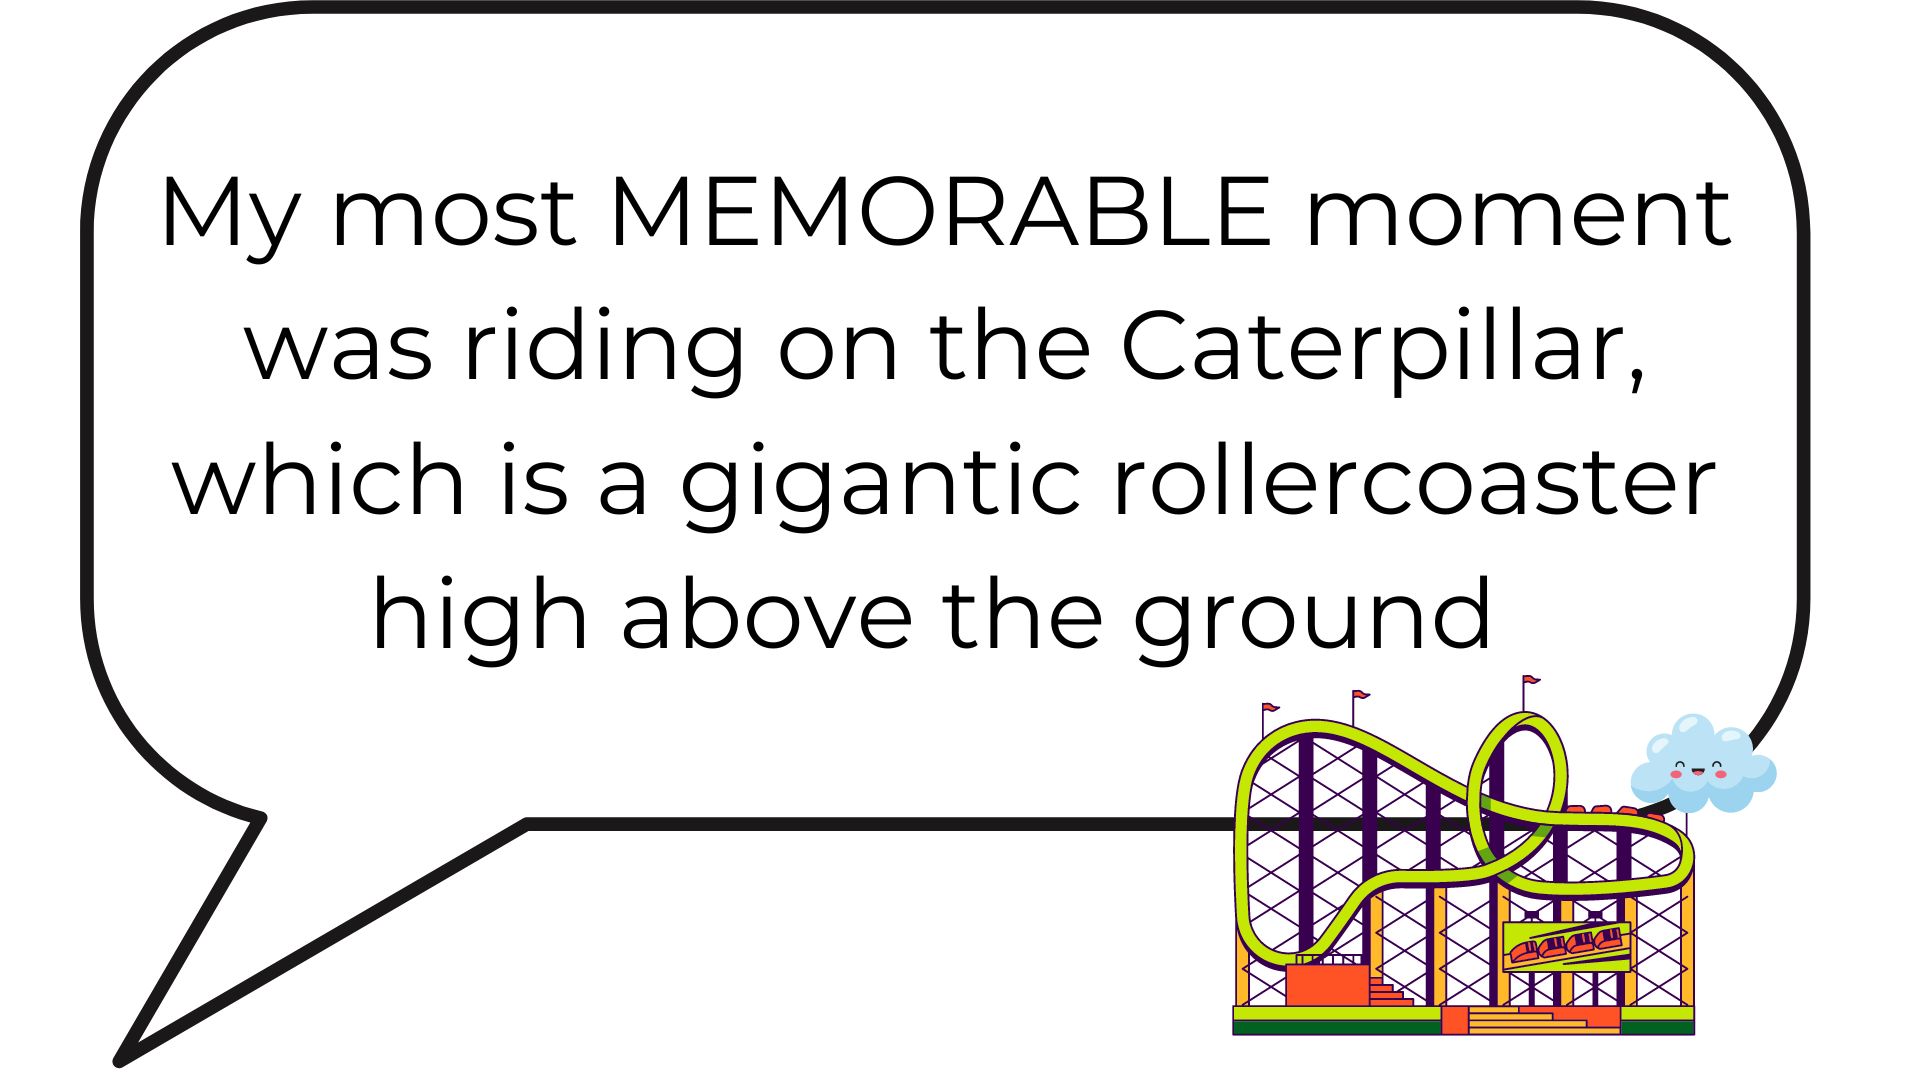 My most MEMORABLE moment
was riding on the Caterpillar,
which is a gigantic rollercoaster
high above the ground